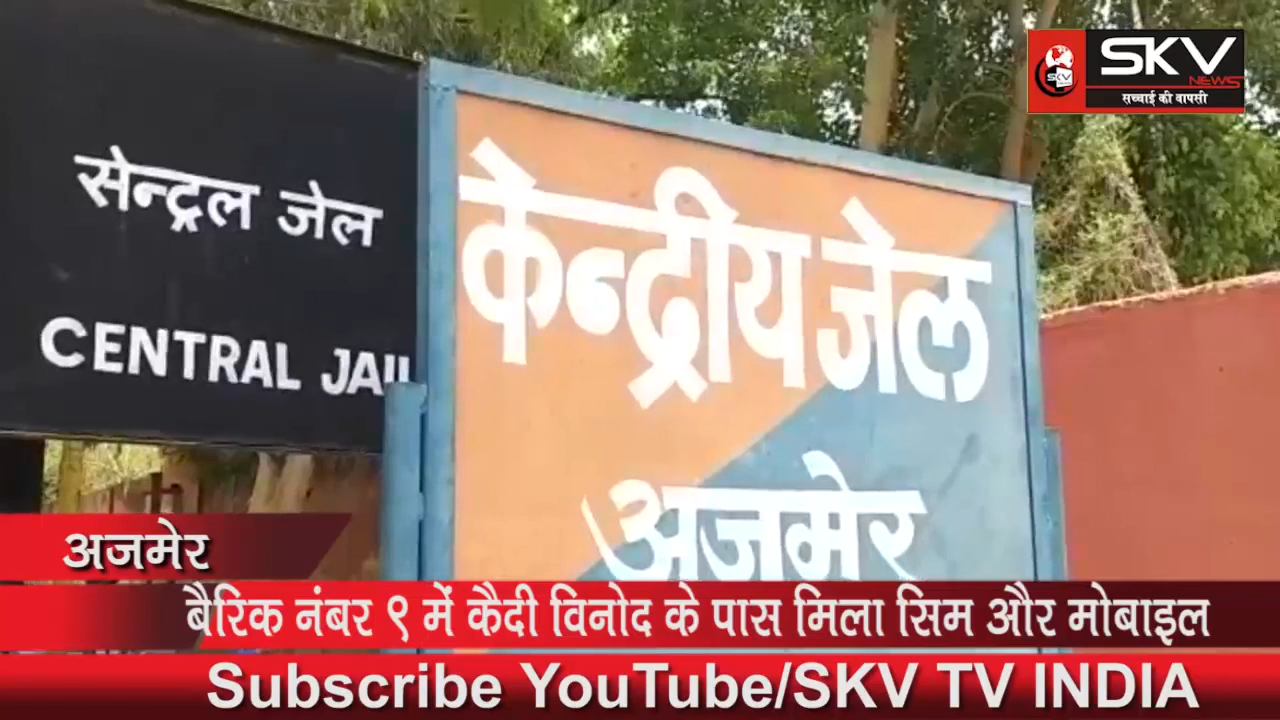 SKV
NEWS
सच्चाई की वापसी
सेन्ट्रल जेल
CENTRAL JAIL
केन्द्रीय जेल
अजमेर
अजमेर
बैरिक नंबर ९ में कैदी विनोद के पास मिला सिम और मोबाइल
Subscribe YouTube/SKV TV INDIA